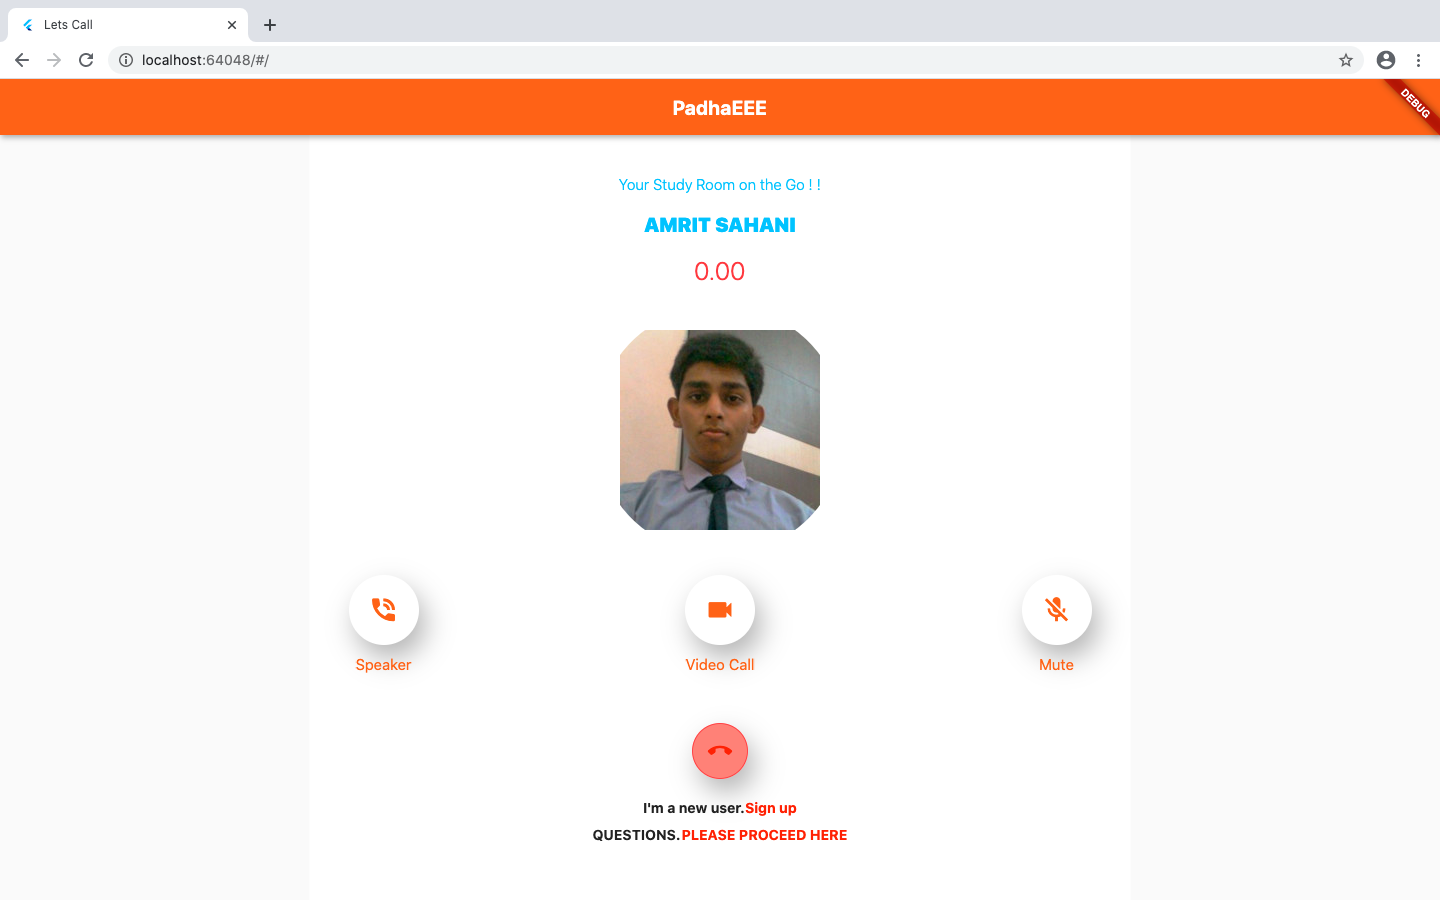 Lets Call
localhost:64048/#/
PadhaEEE
DEBUG
Your Study Room on the Go ! !
AMRIT SAHANI
0.00
Speaker
Video Call
Mute
I'm a new user.Sign up
QUESTIONS.PLEASE PROCEED HERE